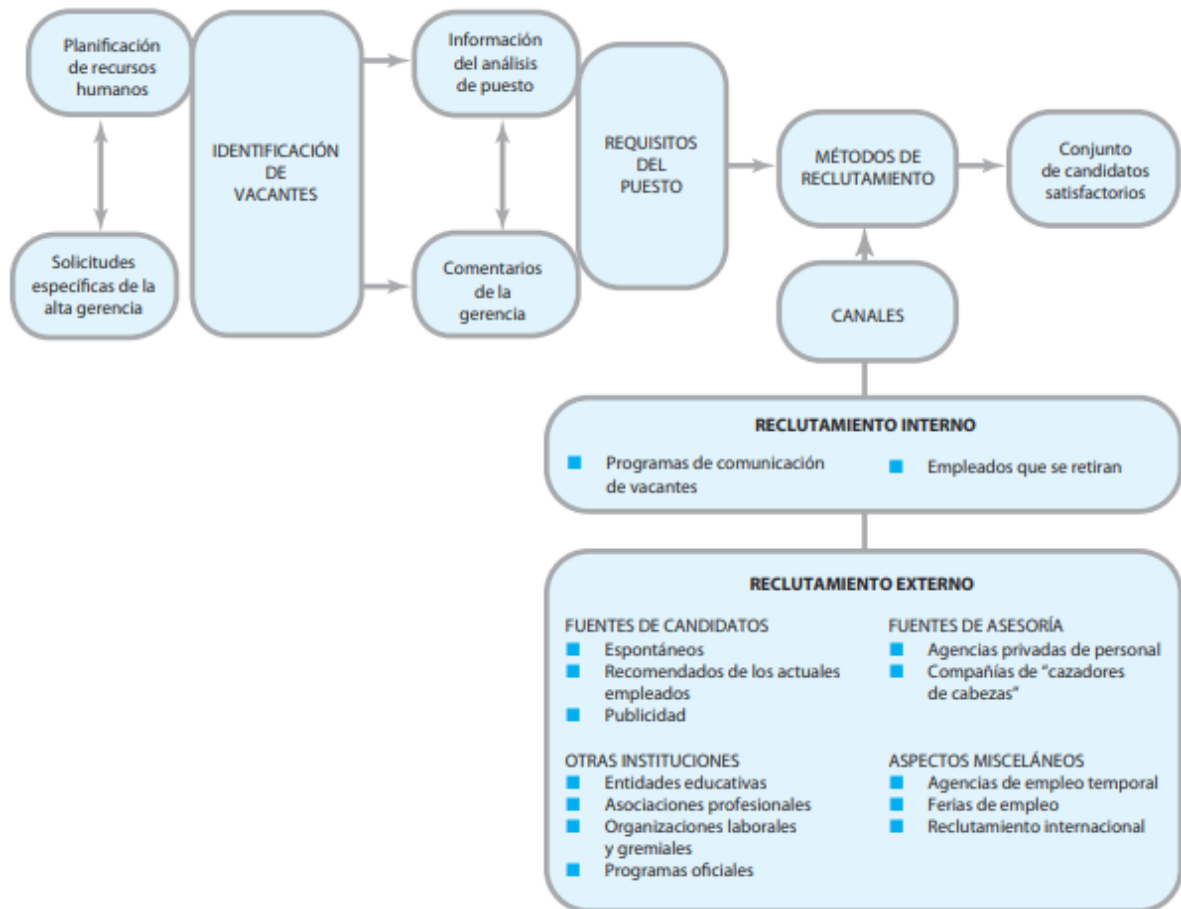 Planificación
de recursos
humanos
Solicitudes
específicas de la
alta gerencia
IDENTIFICACIÓN
DE
VACANTES
Información
del análisis
de puesto
Comentarios
de la
gerencia
REQUISITOS
DEL
PUESTO
MÉTODOS DE
RECLUTAMIENTO
Conjunto
de candidatos
satisfactorios
CANALES
RECLUTAMIENTO INTERNO
Programas de comunicación
de vacantes
Empleados que se retiran
RECLUTAMIENTO EXTERNO
FUENTES DE CANDIDATOS
Espontáneos
Recomendados de los actuales
empleados
Publicidad
FUENTES DE ASESORÍA
Agencias privadas de personal
Compañías de “cazadores
de cabezas”
OTRAS INSTITUCIONES
Entidades educativas
Asociaciones profesionales
Organizaciones laborales
y gremiales
Programas oficiales
ASPECTOS MISCELÁNEOS
Agencias de empleo temporal
Ferias de empleo
Reclutamiento internacional